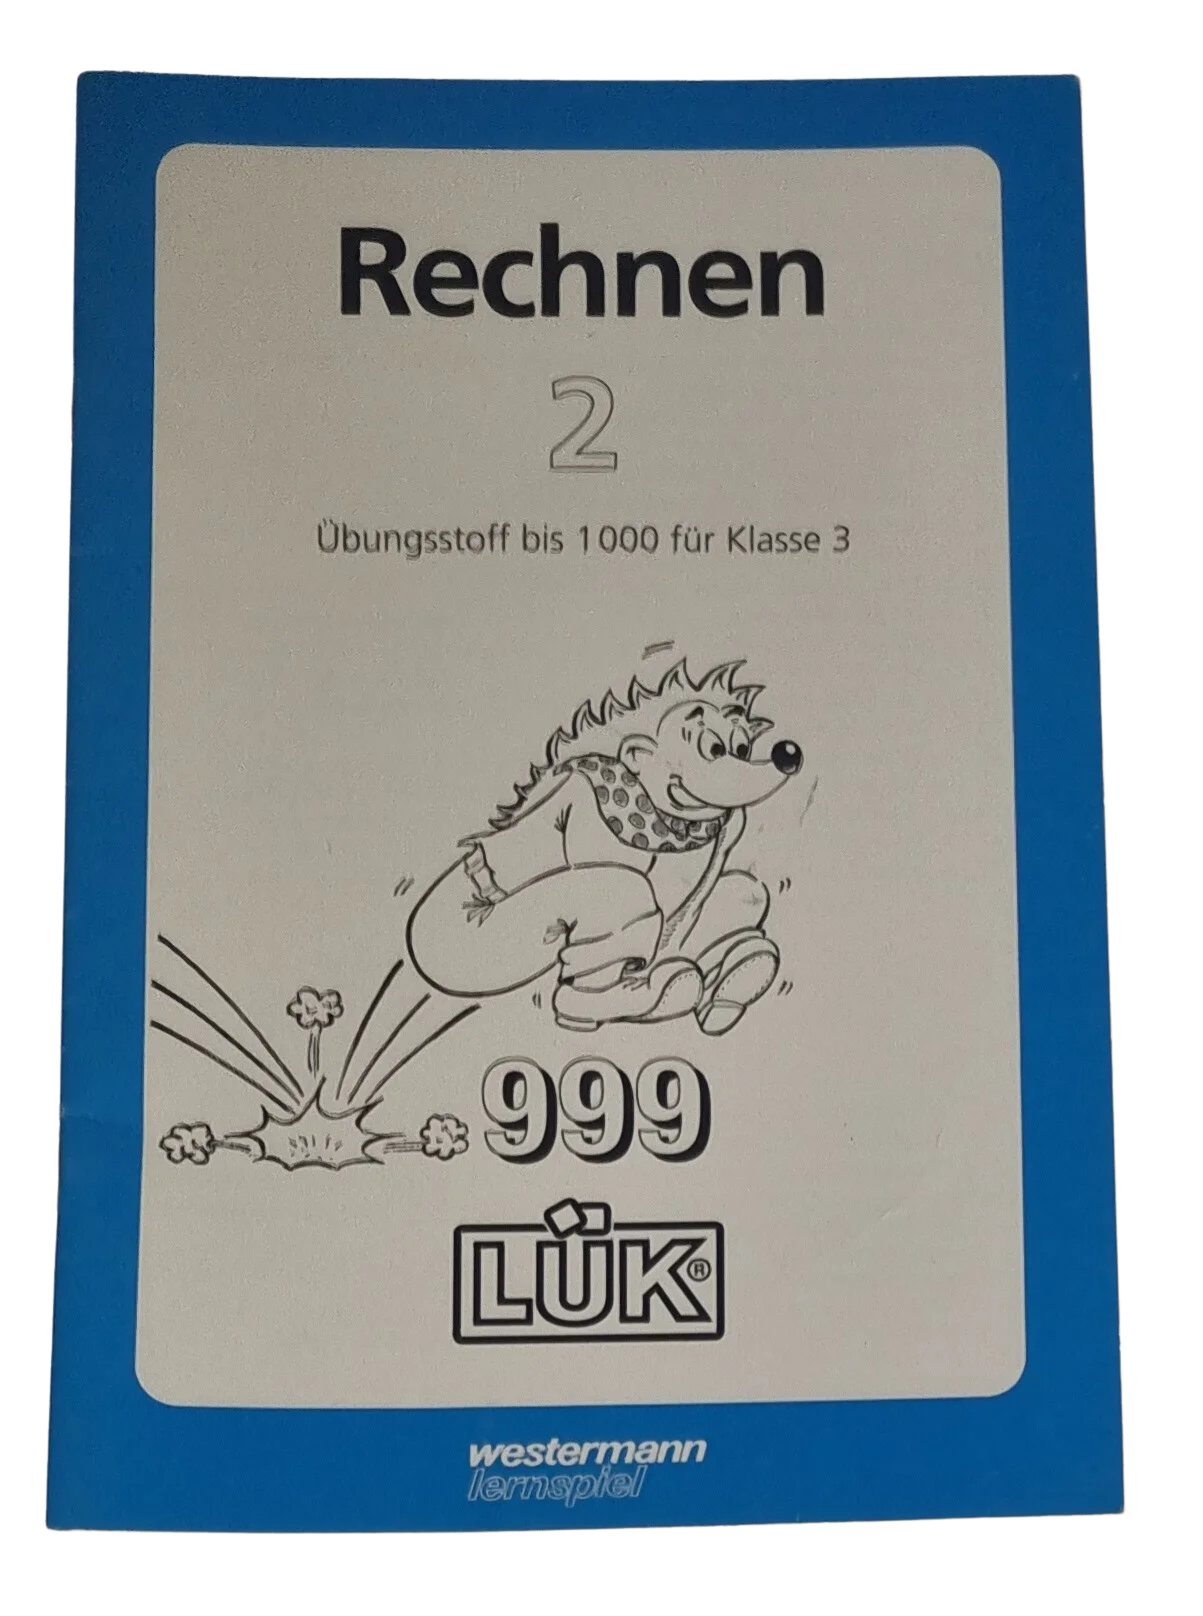 Rechnen
2
Übungsstoff bis 1000 für Klasse 3
999
LÜK®
westermann
lernspiel